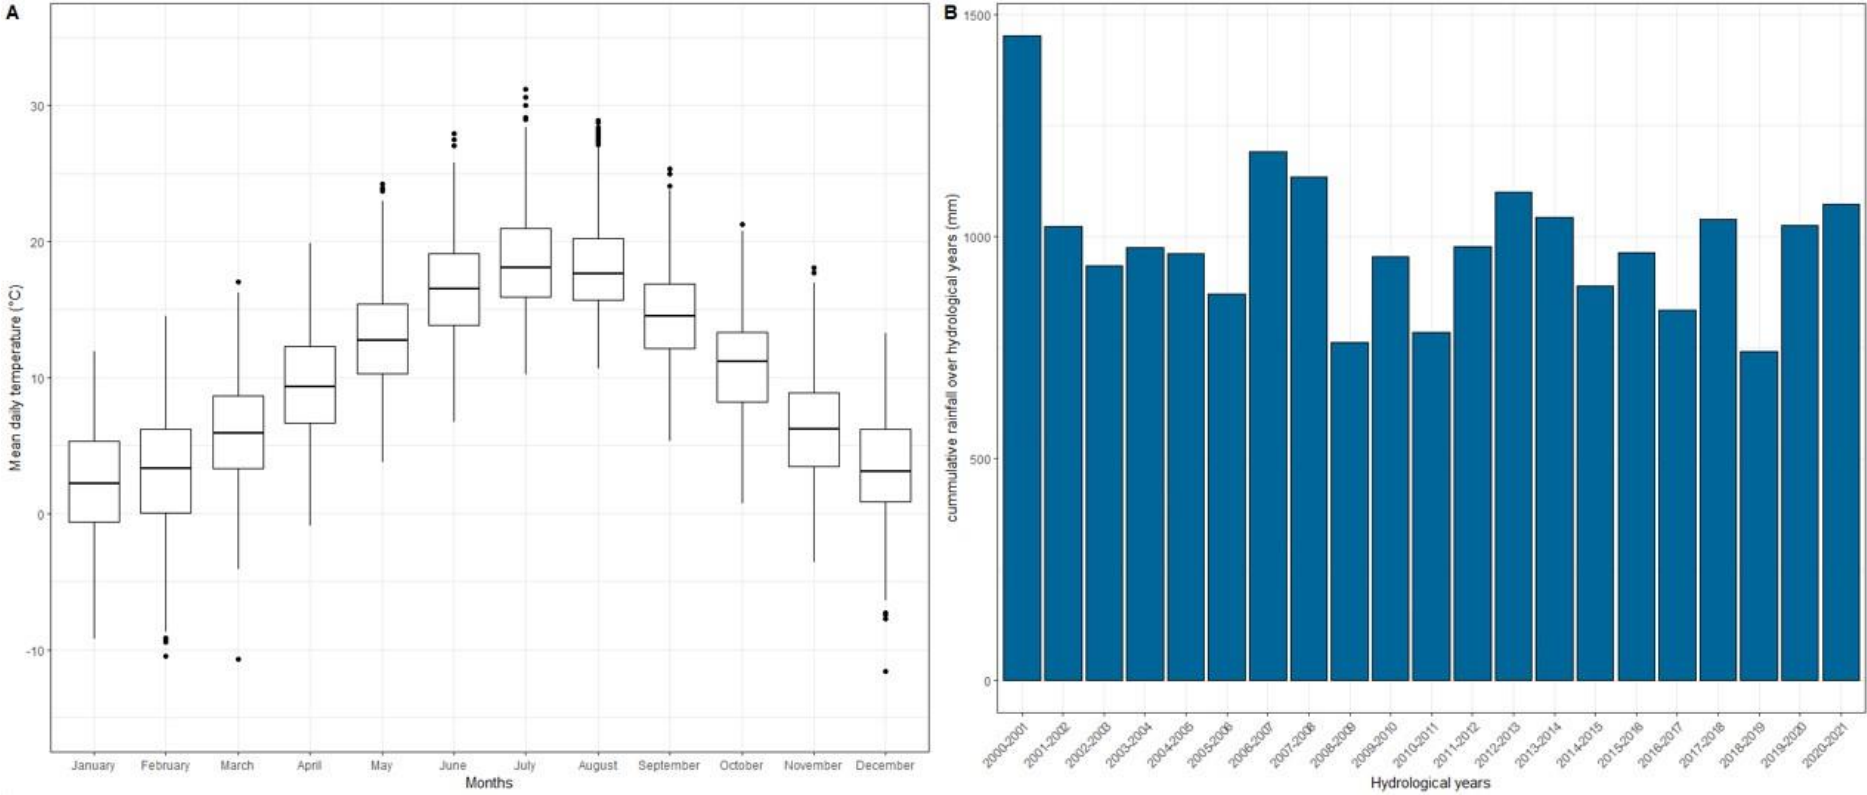 A
Mean daily temperature (°C)
30
20
10
0
-10
January February March April May June July August September October November December
Months
B
cummulative rainfall over hydrological years (mm)
1500
1000
500
0
2000-2001 2001-2002 2002-2003 2003-2004 2004-2005 2005-2006 2006-2007 2007-2008 2008-2009 2009-2010 2010-2011 2011-2012 2012-2013 2013-2014 2014-2015 2015-2016 2016-2017 2017-2018 2018-2019 2019-2020 2020-2021
Hydrological years